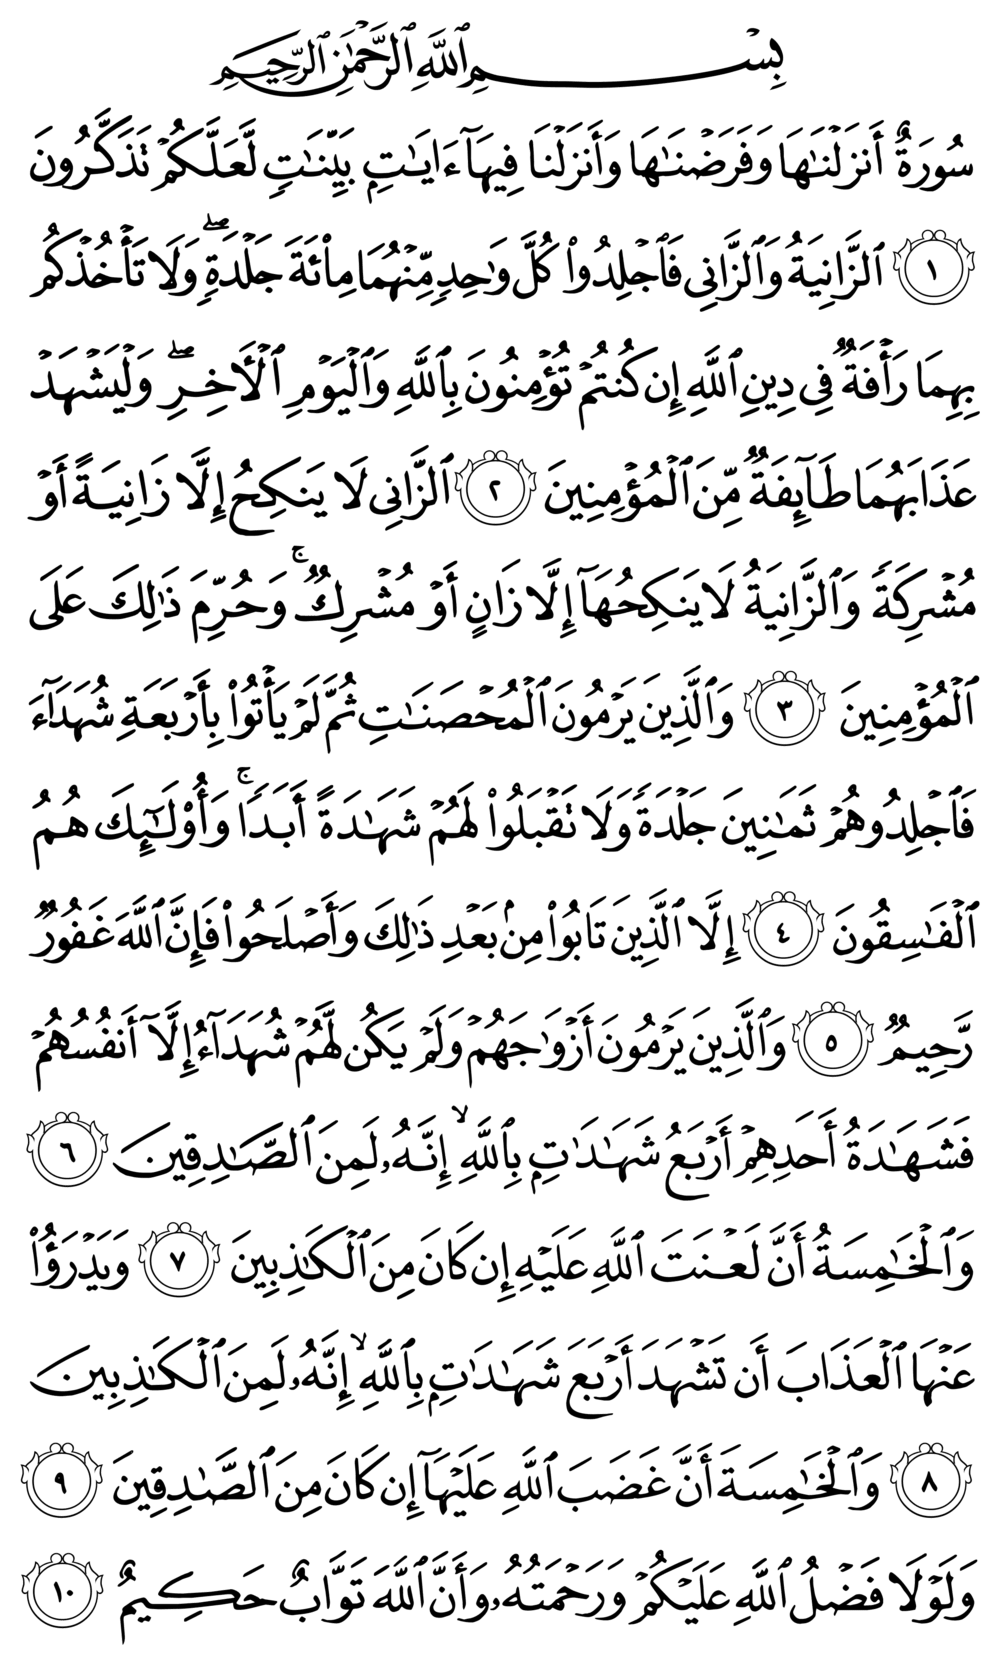 بِسْمِ ٱللَّهِ ٱلرَّحْمَٰنِ ٱلرَّحِيمِ
سُورَةٌ أَنزَلْنَٰهَا وَفَرَضْنَٰهَا وَأَنزَلْنَا فِيهَآ ءَايَٰتٍۭ بَيِّنَٰتٍ لَّعَلَّكُمْ تَذَكَّرُونَ
١ ٱلزَّانِيَةُ وَٱلزَّانِى فَٱجْلِدُوا۟ كُلَّ وَٰحِدٍ مِّنْهُمَا مِا۟ئَةَ جَلْدَةٍ ۖ وَلَا تَأْخُذْكُم
بِهِمَا رَأْفَةٌ فِى دِينِ ٱللَّهِ إِن كُنتُمْ تُؤْمِنُونَ بِٱللَّهِ وَٱلْيَوْمِ ٱلْـَٔاخِرِ ۖ وَلْيَشْهَدْ
عَذَابَهُمَا طَآئِفَةٌ مِّنَ ٱلْمُؤْمِنِينَ ٢ ٱلزَّانِى لَا يَنكِحُ إِلَّا زَانِيَةً أَوْ
مُشْرِكَةً وَٱلزَّانِيَةُ لَا يَنكِحُهَآ إِلَّا زَانٍ أَوْ مُشْرِكٌ ۚ وَحُرِّمَ ذَٰلِكَ عَلَى
ٱلْمُؤْمِنِينَ ٣ وَٱلَّذِينَ يَرْمُونَ ٱلْمُحْصَنَٰتِ ثُمَّ لَمْ يَأْتُوا۟ بِأَرْبَعَةِ شُهَدَآءَ
فَٱجْلِدُوهُمْ ثَمَٰنِينَ جَلْدَةً وَلَا تَقْبَلُوا۟ لَهُمْ شَهَٰدَةً أَبَدًا ۚ وَأُو۟لَٰٓئِكَ هُمُ
ٱلْفَٰسِقُونَ ٤ إِلَّا ٱلَّذِينَ تَابُوا۟ مِنۢ بَعْدِ ذَٰلِكَ وَأَصْلَحُوا۟ فَإِنَّ ٱللَّهَ غَفُورٌ
رَّحِيمٌ ٥ وَٱلَّذِينَ يَرْمُونَ أَزْوَٰجَهُمْ وَلَمْ يَكُن لَّهُمْ شُهَدَآءُ إِلَّآ أَنفُسُهُمْ
فَشَهَٰدَةُ أَحَدِهِمْ أَرْبَعُ شَهَٰدَٰتٍۭ بِٱللَّهِ ۙ إِنَّهُۥ لَمِنَ ٱلصَّٰدِقِينَ ٦
وَٱلْخَٰمِسَةُ أَنَّ لَعْنَتَ ٱللَّهِ عَلَيْهِ إِن كَانَ مِنَ ٱلْكَٰذِبِينَ ٧ وَيَدْرَؤُا۟
عَنْهَا ٱلْعَذَابَ أَن تَشْهَدَ أَرْبَعَ شَهَٰدَٰتٍۭ بِٱللَّهِ ۙ إِنَّهُۥ لَمِنَ ٱلْكَٰذِبِينَ
٨ وَٱلْخَٰمِسَةَ أَنَّ غَضَبَ ٱللَّهِ عَلَيْهَآ إِن كَانَ مِنَ ٱلصَّٰدِقِينَ ٩
وَلَوْلَا فَضْلُ ٱللَّهِ عَلَيْكُمْ وَرَحْمَتُهُۥ وَأَنَّ ٱللَّهَ تَوَّابٌ حَكِيمٌ ١٠